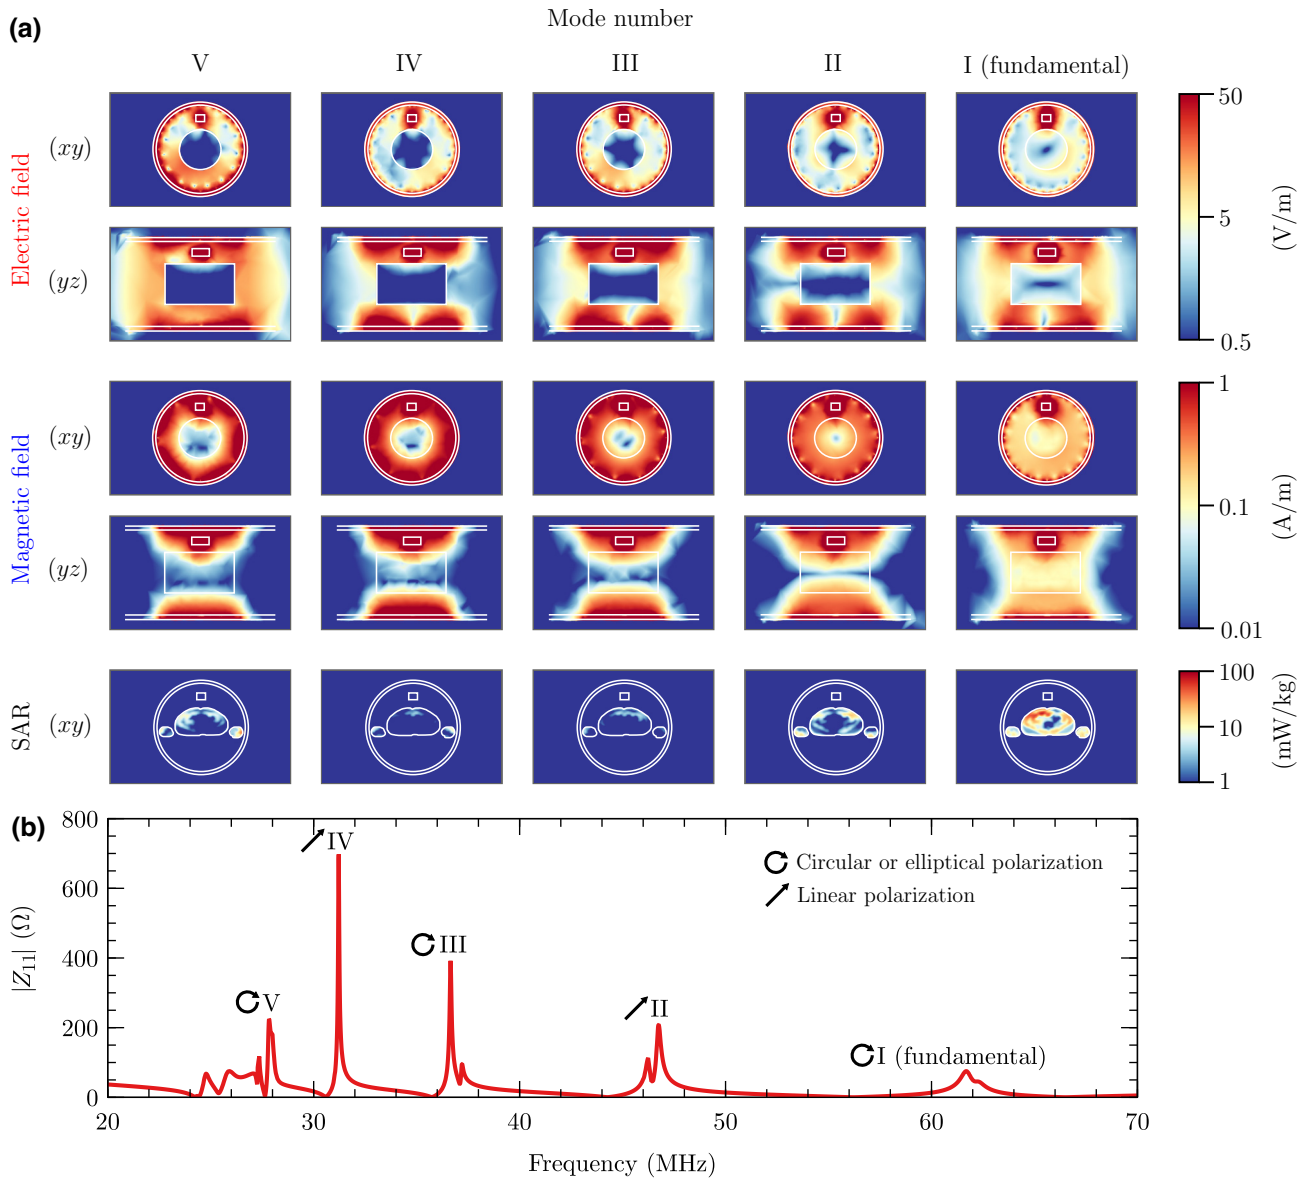 (a)
Mode number
V IV III II I (fundamental)
Electric field
(xy)
(yz)
50
5
0.5
(V/m)
Magnetic field
(xy)
(yz)
1
0.1
0.01
(A/m)
SAR
(xy)
100
10
1
(mW/kg)
(b)
|Z11| (Ω)
800
600
400
200
0
IV
III
V
II
I (fundamental)
Circular or elliptical polarization
Linear polarization
20 30 40 50 60 70
Frequency (MHz)